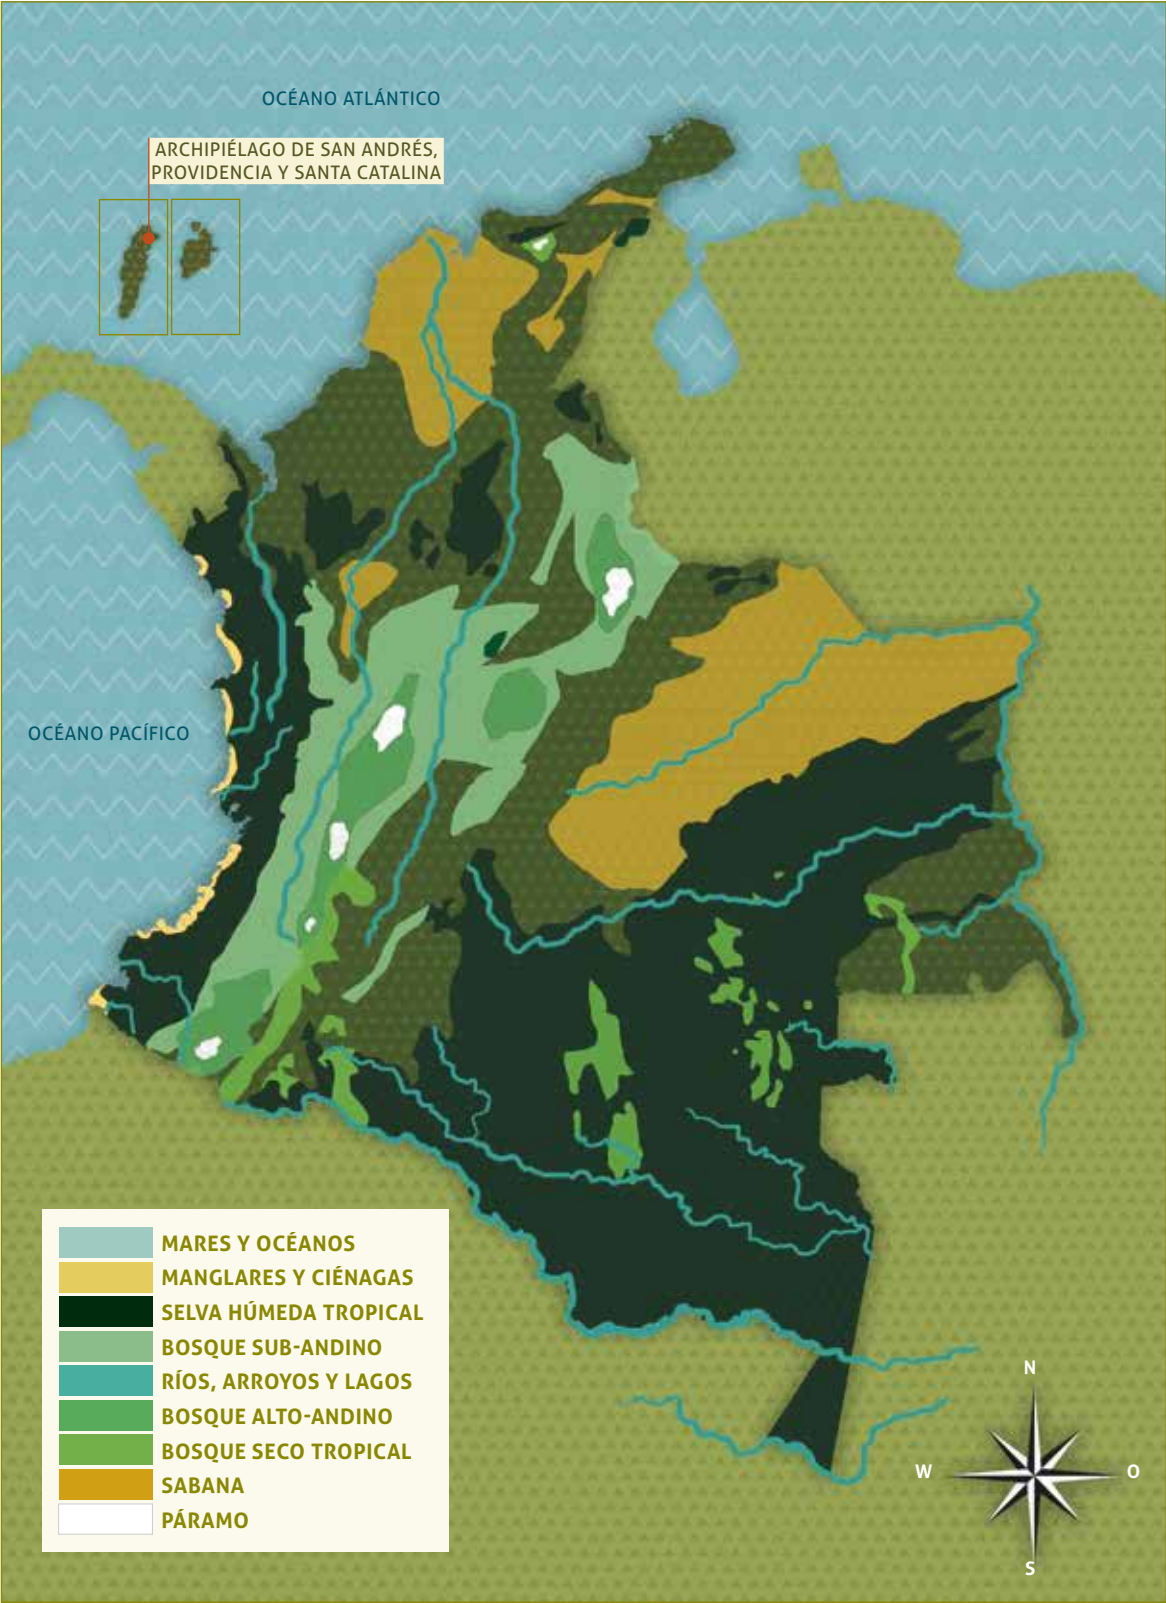 OCÉANO ATLÁNTICO
ARCHIPIÉLAGO DE SAN ANDRÉS,
PROVIDENCIA Y SANTA CATALINA
OCÉANO PACÍFICO
MARES Y OCÉANOS
MANGLARES Y CIÉNAGAS
SELVA HÚMEDA TROPICAL
BOSQUE SUB-ANDINO
RÍOS, ARROYOS Y LAGOS
BOSQUE ALTO-ANDINO
BOSQUE SECO TROPICAL
SABANA
PÁRAMO
N
W
O
S